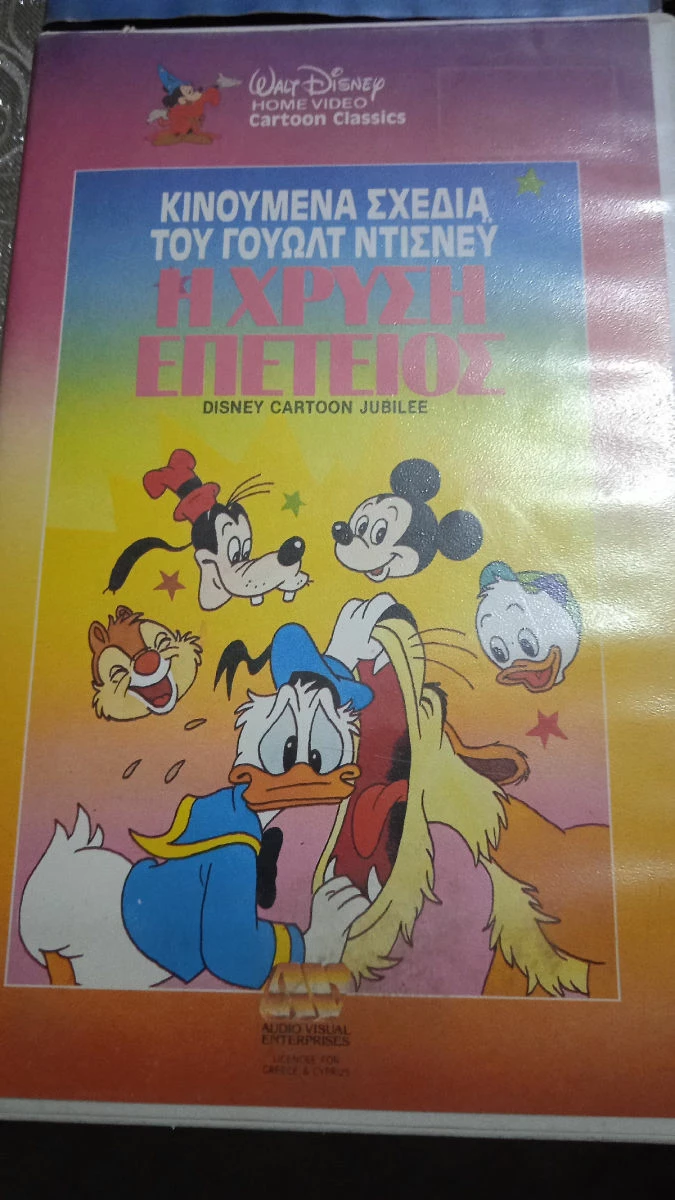 WALT DISNEY
HOME VIDEO
Cartoon Classics
ΚΙΝΟΥΜΕΝΑ ΣΧΕΔΙΑ
ΤΟΥ ΓΟΥΩΛΤ ΝΤΙΣΝΕΥ
Η ΧΡΥΣΗ
ΕΠΕΤΕΙΟΣ
DISNEY CARTOON JUBILEE
AUDIO VISUAL
ENTERPRISES
LICENCEE FOR
GREECE & CYPRUS